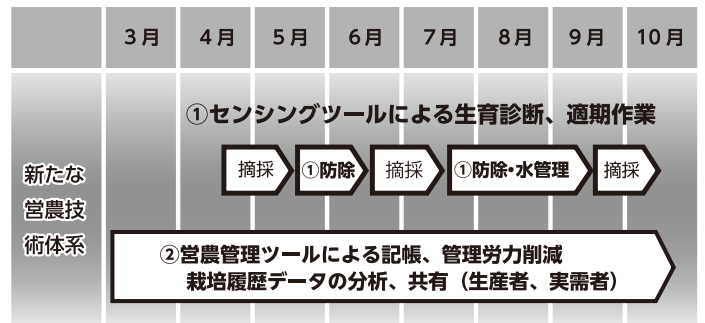 3月 4月 5月 6月 7月 8月 9月 10月
新たな
営農技
術体系
①センシングツールによる生育診断、適期作業
摘採 ①防除 摘採 ①防除・水管理 摘採
②営農管理ツールによる記帳、管理労力削減
栽培履歴データの分析、共有（生産者、実需者）